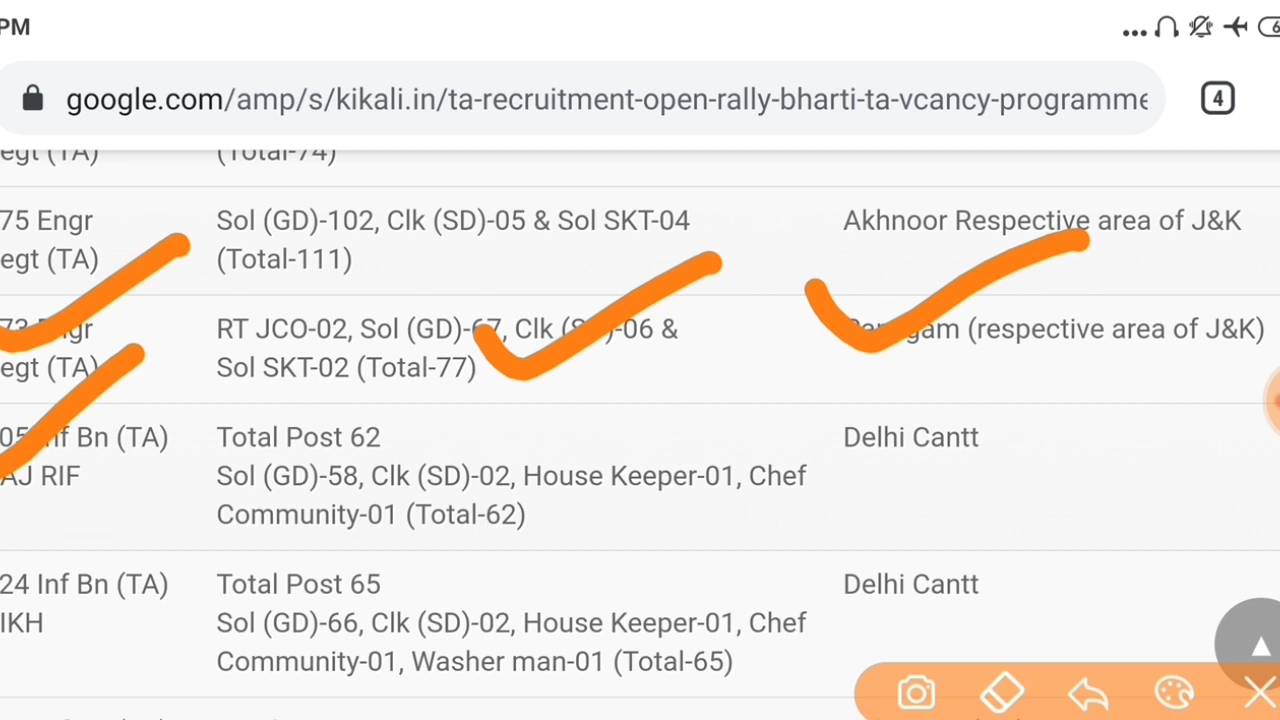 PM
6
google.com/amp/s/kikali.in/ta-recruitment-open-rally-bharti-ta-vcancy-programme
4
egt (TA) (Total-74)
75 Engr Sol (GD)-102, Clk (SD)-05 & Sol SKT-04 Akhnoor Respective area of J&K
egt (TA) (Total-111)
RT JCO-02, Sol (GD)-67, Clk -06 & (respective area of J&K)
egt (TA) Sol SKT-02 (Total-77)
05 Inf Bn (TA) Total Post 62 Delhi Cantt
AJ RIF Sol (GD)-58, Clk (SD)-02, House Keeper-01, Chef
Community-01 (Total-62)
24 Inf Bn (TA) Total Post 65 Delhi Cantt
IKH Sol (GD)-66, Clk (SD)-02, House Keeper-01, Chef
Community-01, Washer man-01 (Total-65)